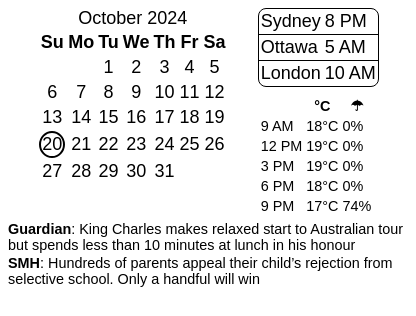 October 2024
Su Mo Tu We Th Fr Sa
1 2 3 4 5
6 7 8 9 10 11 12
13 14 15 16 17 18 19
20 21 22 23 24 25 26
27 28 29 30 31
Sydney 8 PM
Ottawa 5 AM
London 10 AM
°C ☂
9 AM 18°C 0%
12 PM 19°C 0%
3 PM 19°C 0%
6 PM 18°C 0%
9 PM 17°C 74%
Guardian: King Charles makes relaxed start to Australian tour
but spends less than 10 minutes at lunch in his honour
SMH: Hundreds of parents appeal their child’s rejection from
selective school. Only a handful will win